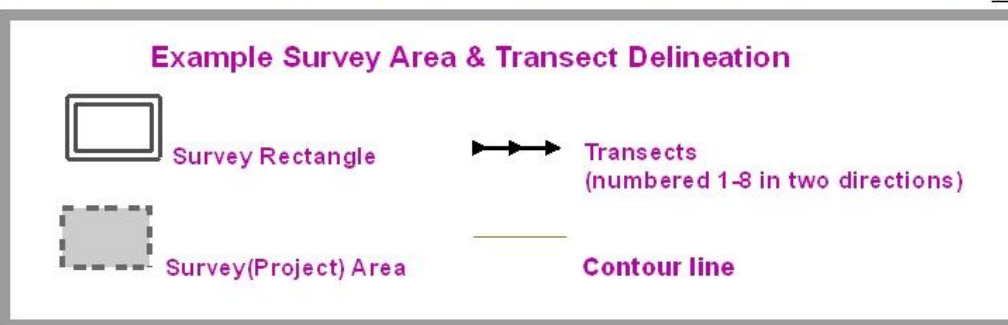 Example Survey Area & Transect Delineation
Survey Rectangle
Transects
(numbered 1-8 in two directions)
Survey(Project) Area
Contour line